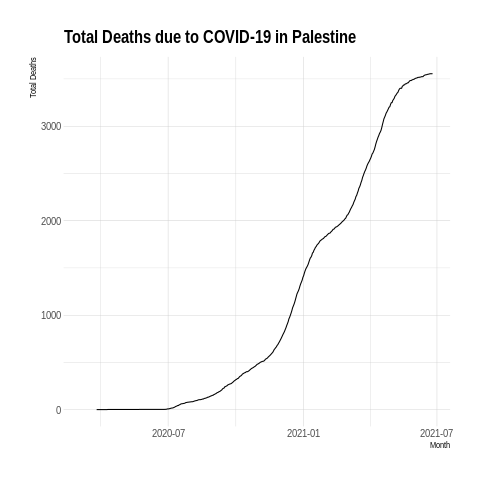 Total Deaths due to COVID-19 in Palestine
Total Deaths
3000
2000
1000
0
2020-07 2021-01 2021-07
Month